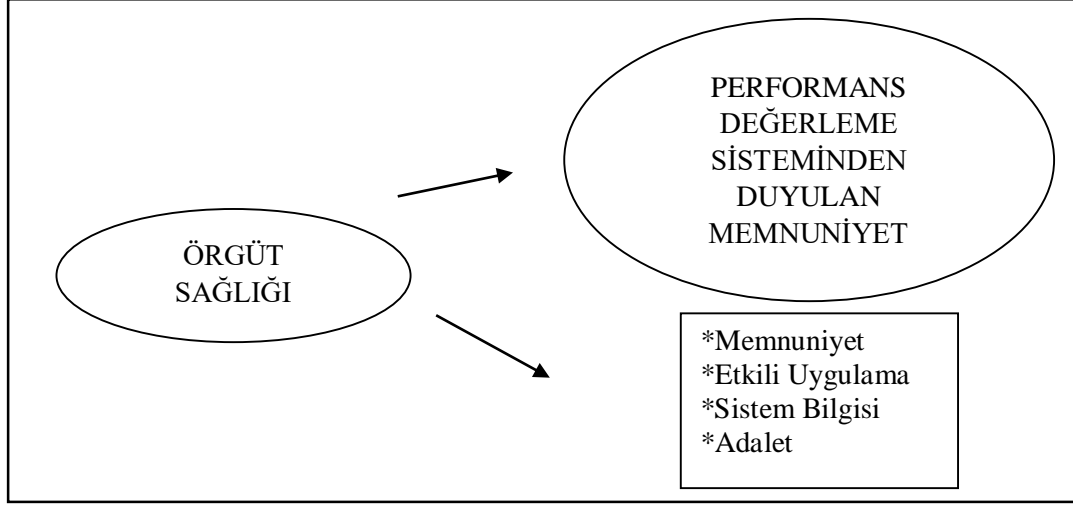 ÖRGÜT
SAĞLIĞI
PERFORMANS
DEĞERLEME
SİSTEMİNDEN
DUYULAN
MEMNUNİYET
*Memnuniyet
*Etkili Uygulama
*Sistem Bilgisi
*Adalet